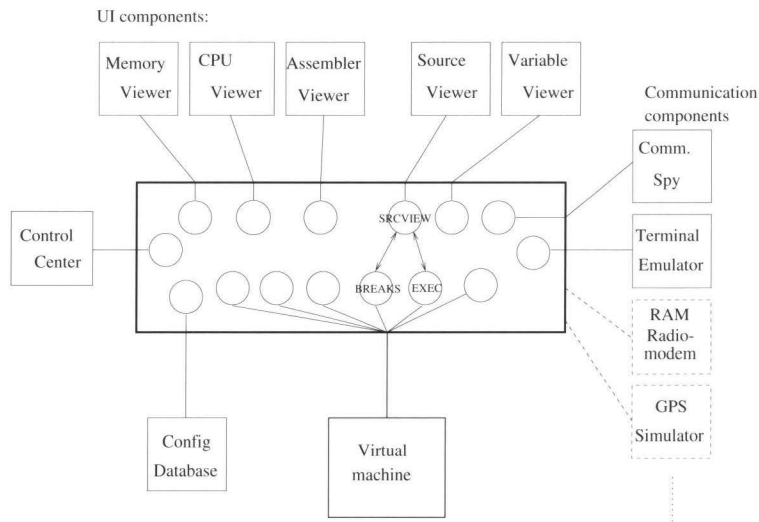 UI components:
Memory
Viewer
CPU
Viewer
Assembler
Viewer
Source
Viewer
Variable
Viewer
Communication
components
Comm.
Spy
SRCVIEW
Control
Center
Terminal
Emulator
BREAKS
EXEC
RAM
Radio-
modem
GPS
Simulator
Config
Database
Virtual
machine